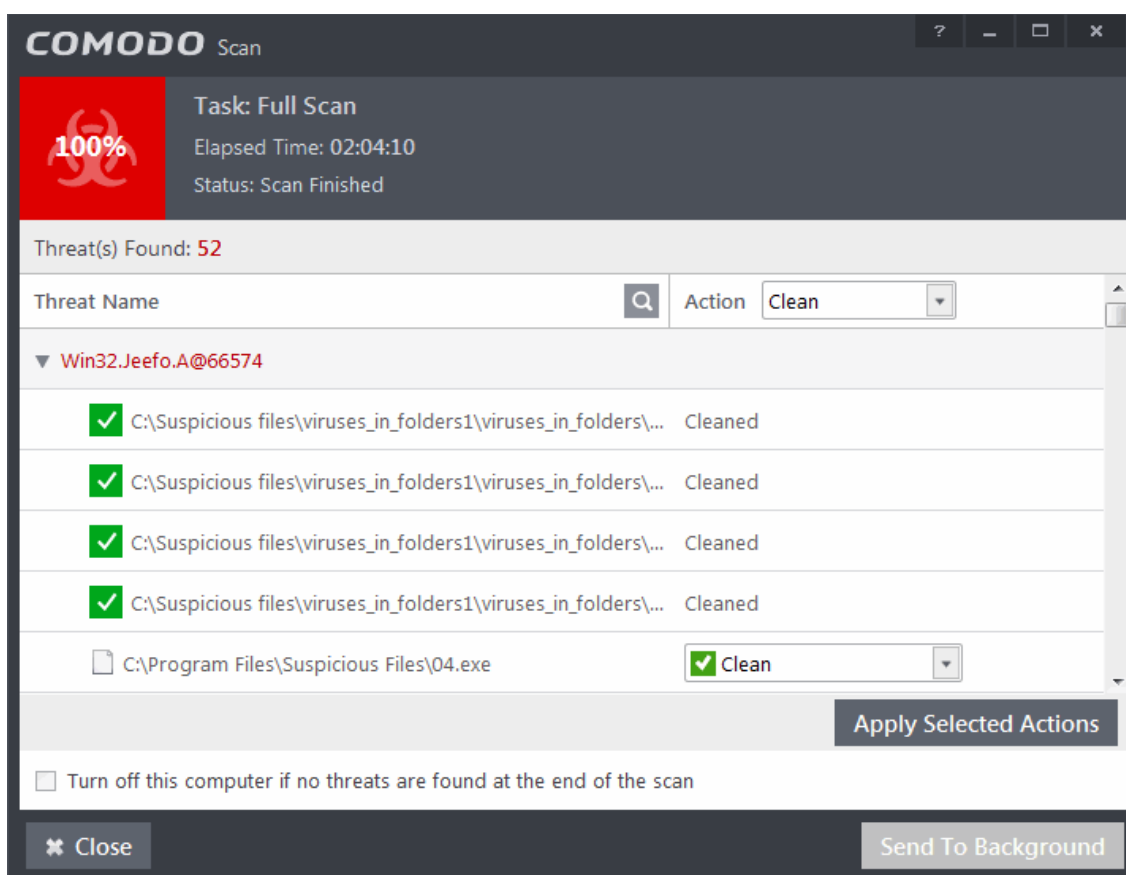 COMODO Scan
?
100%
Task: Full Scan
Elapsed Time: 02:04:10
Status: Scan Finished
Threat(s) Found: 52
Threat Name
Action Clean
Win32.Jeefo.A@66574
C:\Suspicious files\viruses_in_folders1\viruses_in_folders\... Cleaned
C:\Suspicious files\viruses_in_folders1\viruses_in_folders\... Cleaned
C:\Suspicious files\viruses_in_folders1\viruses_in_folders\... Cleaned
C:\Suspicious files\viruses_in_folders1\viruses_in_folders\... Cleaned
C:\Program Files\Suspicious Files\04.exe Clean
Apply Selected Actions
Turn off this computer if no threats are found at the end of the scan
Close
Send To Background